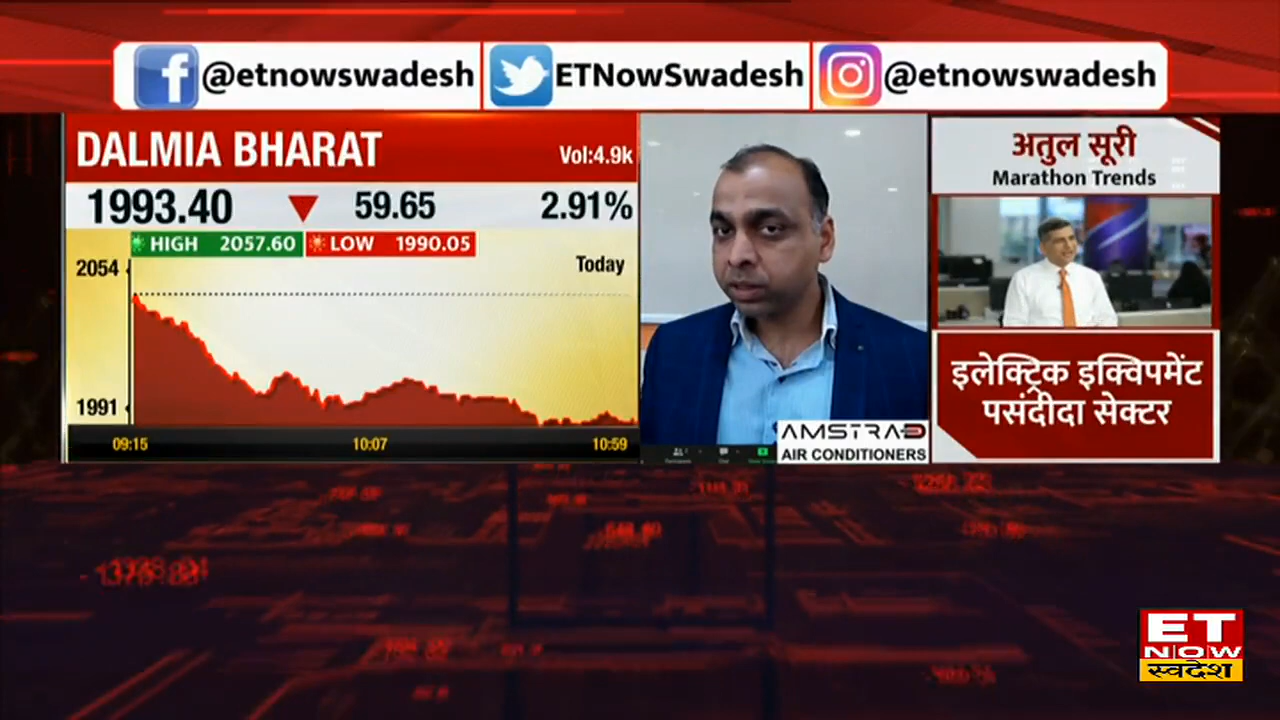 @etnowswadesh
ETNowSwadesh
@etnowswadesh
DALMIA BHARAT
Vol:4.9k
1993.40
59.65
2.91%
HIGH 2057.60
LOW 1990.05
2054
Today
1991
09:15
10:07
10:59
AMSTRAD
AIR CONDITIONERS
अतुल सूरी
Marathon Trends
इलेक्ट्रिक इक्विपमेंट
पसंदीदा सेक्टर
ET
NOW
स्वदेश